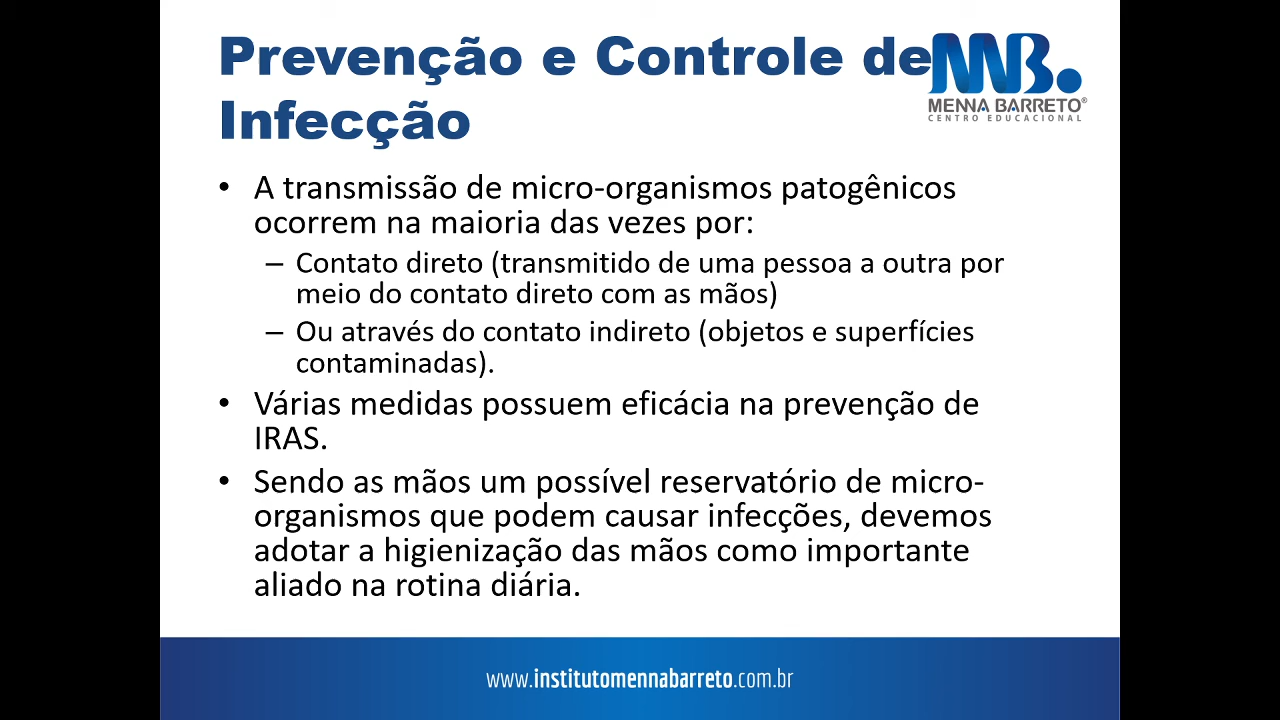 Prevenção e Controle de
Infecção
MNB.
MENNA BARRETO®
CENTRO EDUCACIONAL
• A transmissão de micro-organismos patogênicos
ocorrem na maioria das vezes por:
– Contato direto (transmitido de uma pessoa a outra por
meio do contato direto com as mãos)
– Ou através do contato indireto (objetos e superfícies
contaminadas).
• Várias medidas possuem eficácia na prevenção de
IRAS.
• Sendo as mãos um possível reservatório de micro-
organismos que podem causar infecções, devemos
adotar a higienização das mãos como importante
aliado na rotina diária.
www.institutomennabarreto.com.br